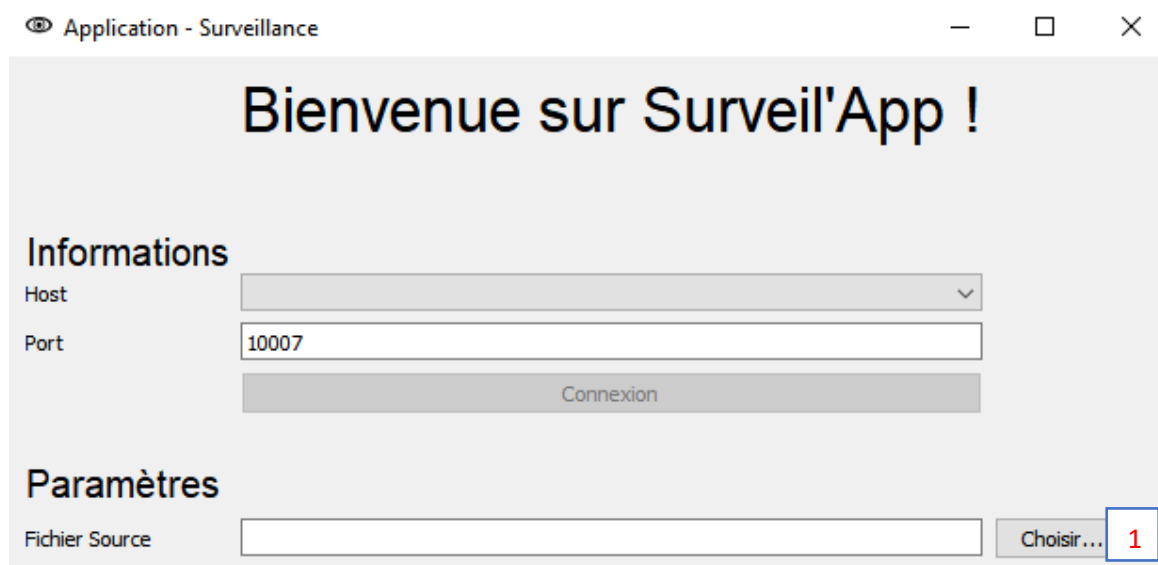 Application - Surveillance
Bienvenue sur Surveil'App !
Informations
Host
Port 10007
Connexion
Paramètres
Fichier Source Choisir... 1